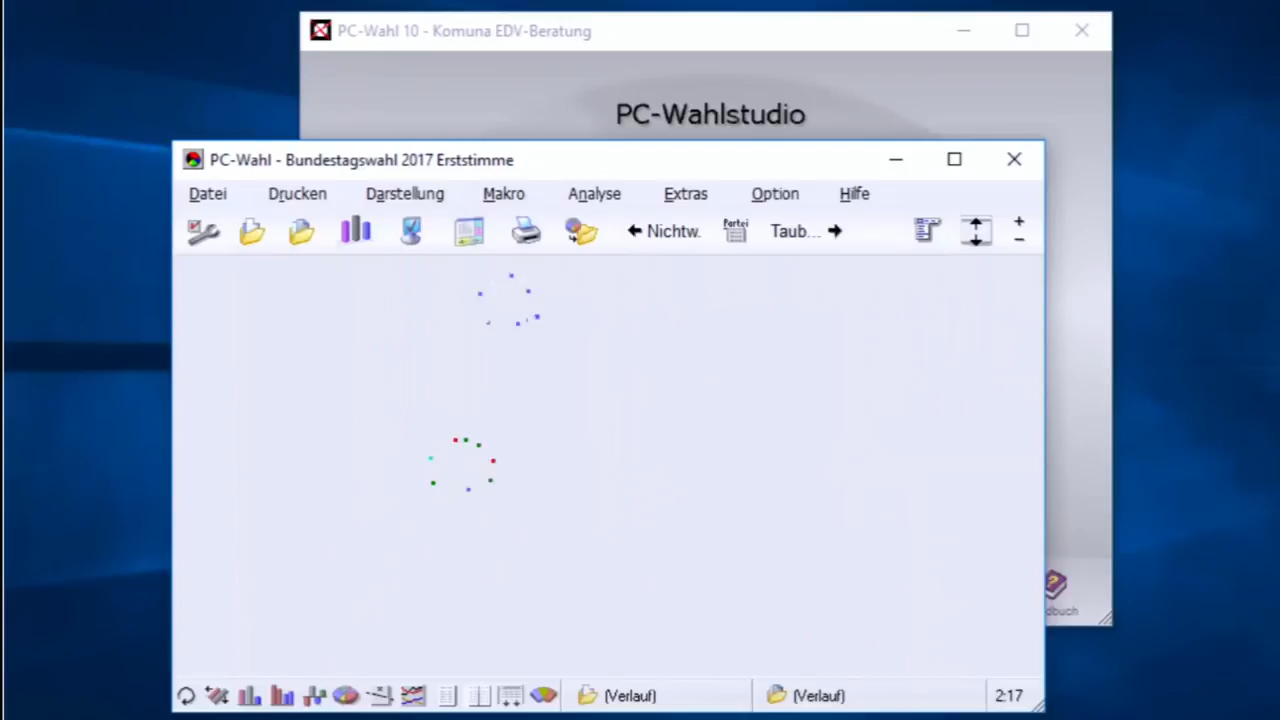 PC-Wahl 10 - Komuna EDV-Beratung
PC-Wahlstudio
PC-Wahl - Bundestagswahl 2017 Erststimme
Datei Drucken Darstellung Makro Analyse Extras Option Hilfe
Nichtw. Partei Taub...
dbuch
(Verlauf) (Verlauf) 2:17